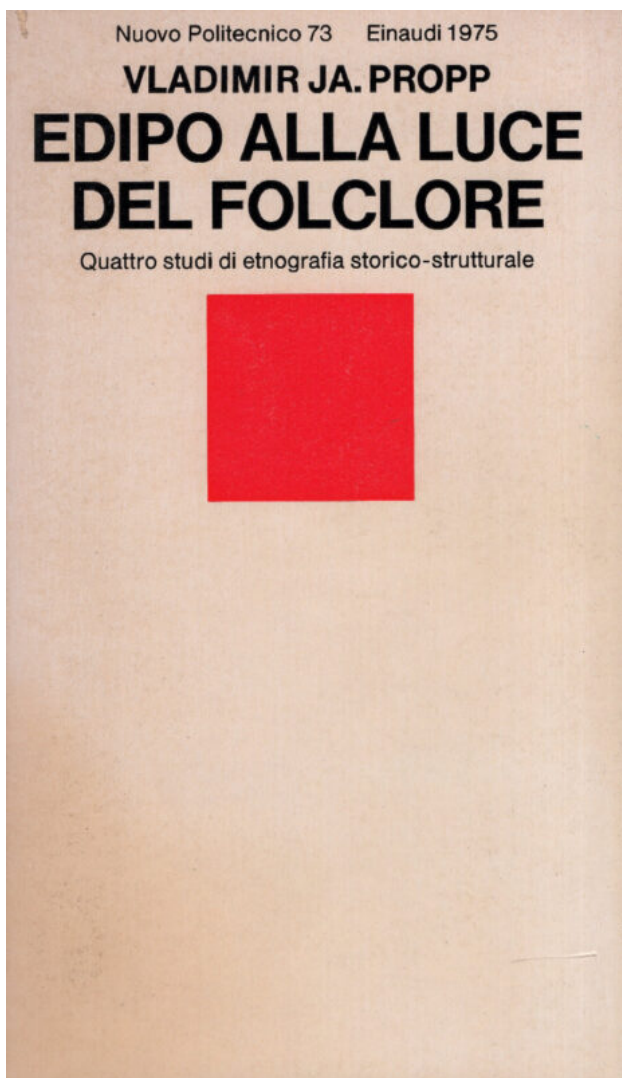 Nuovo Politecnico 73 Einaudi 1975
VLADIMIR JA. PROPP
EDIPO ALLA LUCE
DEL FOLCLORE
Quattro studi di etnografia storico-strutturale